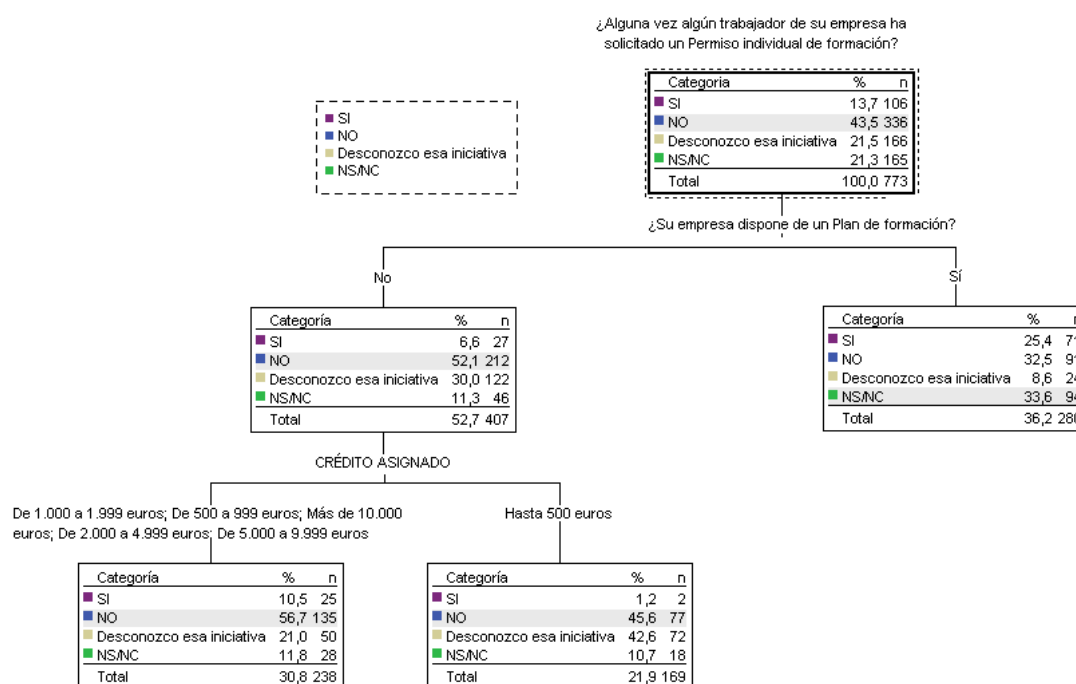 ¿Alguna vez algún trabajador de su empresa ha
solicitado un Permiso individual de formación?
Categoría % n
SI 13,7 106
NO 43,5 336
Desconozco esa iniciativa 21,5 166
NS/NC 21,3 165
Total 100,0 773
SI
NO
Desconozco esa iniciativa
NS/NC
¿Su empresa dispone de un Plan de formación?
No
Sí
Categoría % n
SI 6,6 27
NO 52,1 212
Desconozco esa iniciativa 30,0 122
NS/NC 11,3 46
Total 52,7 407
Categoría %
SI 25,4
NO 32,5
Desconozco esa iniciativa 8,6
NS/NC 33,6
Total 36,2
CRÉDITO ASIGNADO
De 1.000 a 1.999 euros; De 500 a 999 euros; Más de 10.000
euros; De 2.000 a 4.999 euros; De 5.000 a 9.999 euros
Hasta 500 euros
Categoría % n
SI 10,5 25
NO 56,7 135
Desconozco esa iniciativa 21,0 50
NS/NC 11,8 28
Total 30,8 238
Categoría % n
SI 1,2 2
NO 45,6 77
Desconozco esa iniciativa 42,6 72
NS/NC 10,7 18
Total 21,9 169